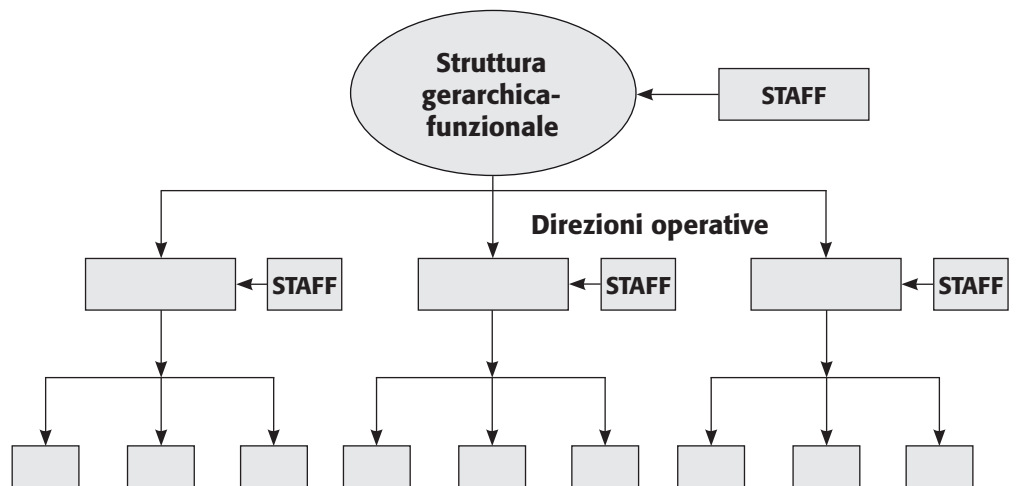 Struttura
gerarchica-
funzionale
STAFF
Direzioni operative
STAFF
STAFF
STAFF